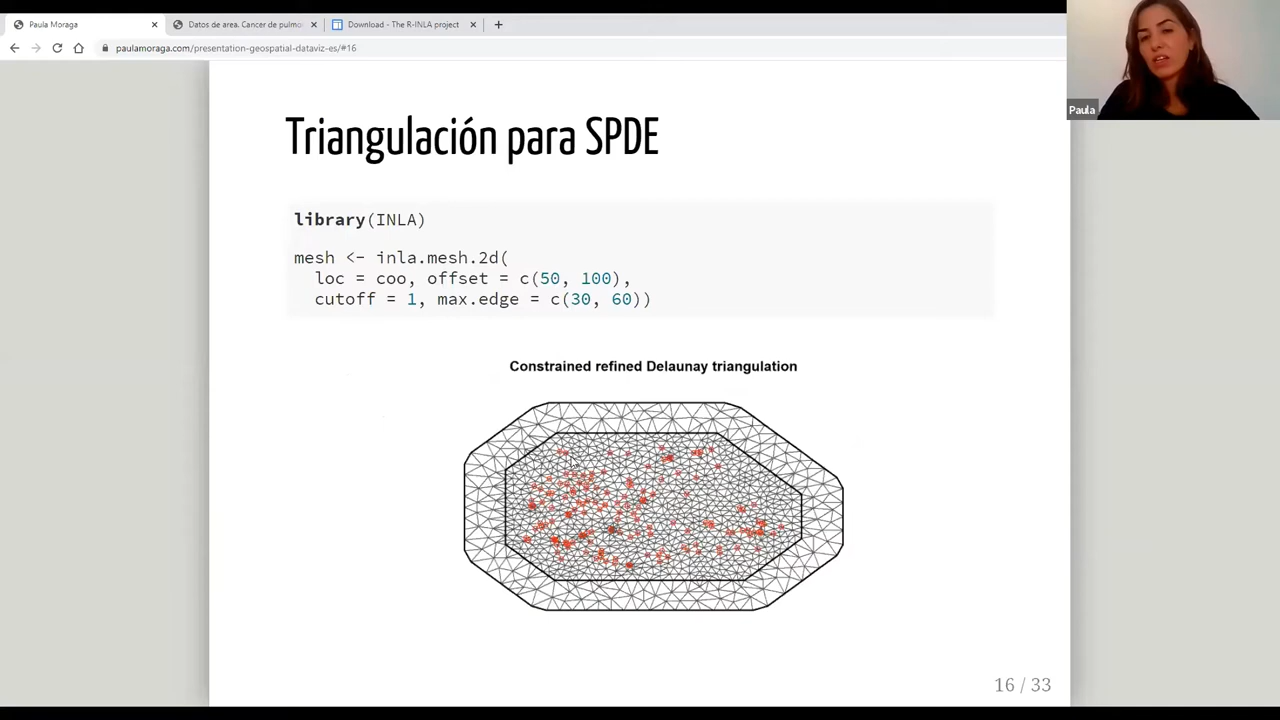 Paula Moraga
Datos de area. Cancer de pulmo
Download - The R-INLA project
paulamoraga.com/presentation-geospatial-dataviz-es/#16
Paula
Triangulación para SPDE
library(INLA)
mesh <- inla.mesh.2d(
loc = coo, offset = c(50, 100),
cutoff = 1, max.edge = c(30, 60))
Constrained refined Delaunay triangulation
16 / 33